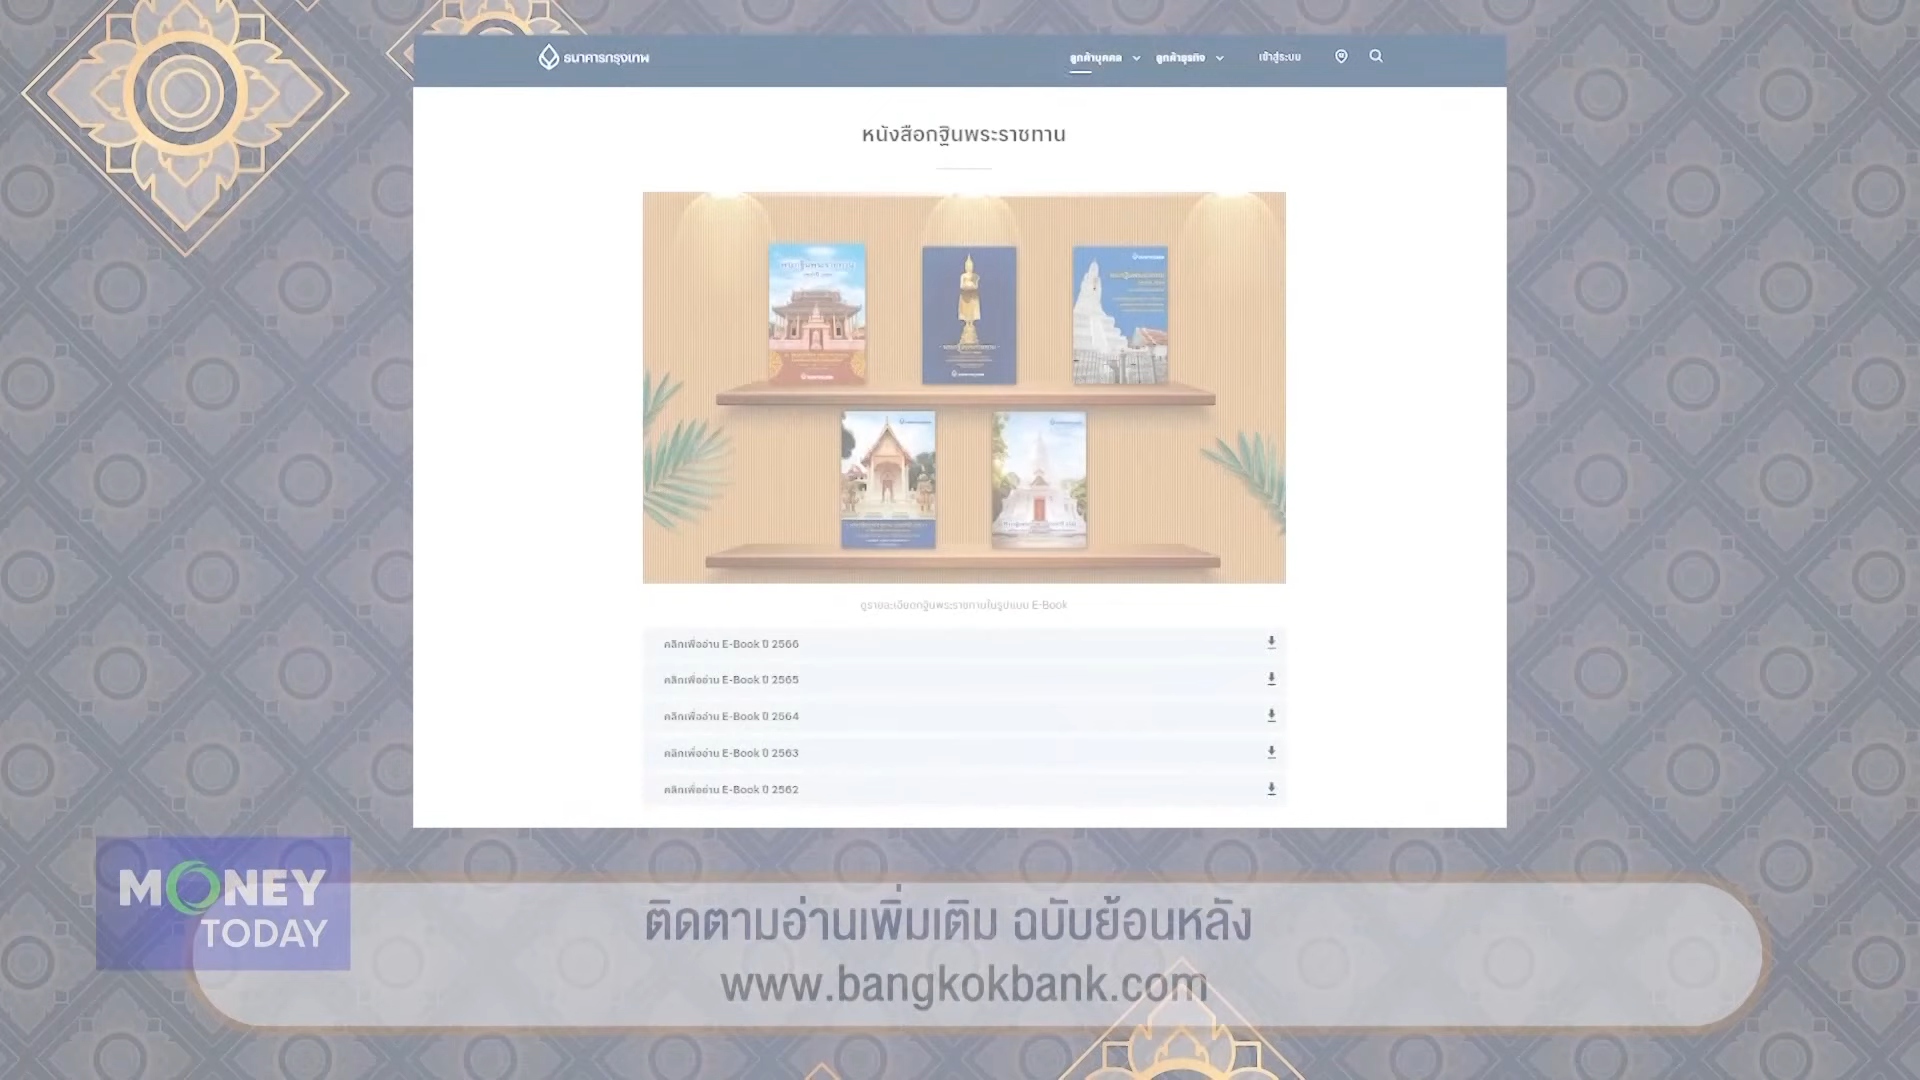 ธนาคารกรุงเทพ
ลูกค้าบุคคล ลูกค้าธุรกิจ เข้าสู่ระบบ
หนังสือกฐินพระราชทาน
ดูรายละเอียดกฐินพระราชทานในรูปแบบ E-Book
คลิกเพื่ออ่าน E-Book ปี 2566
คลิกเพื่ออ่าน E-Book ปี 2565
คลิกเพื่ออ่าน E-Book ปี 2564
คลิกเพื่ออ่าน E-Book ปี 2563
คลิกเพื่ออ่าน E-Book ปี 2562
MONEY
TODAY
ติดตามอ่านเพิ่มเติม ฉบับย้อนหลัง
www.bangkokbank.com